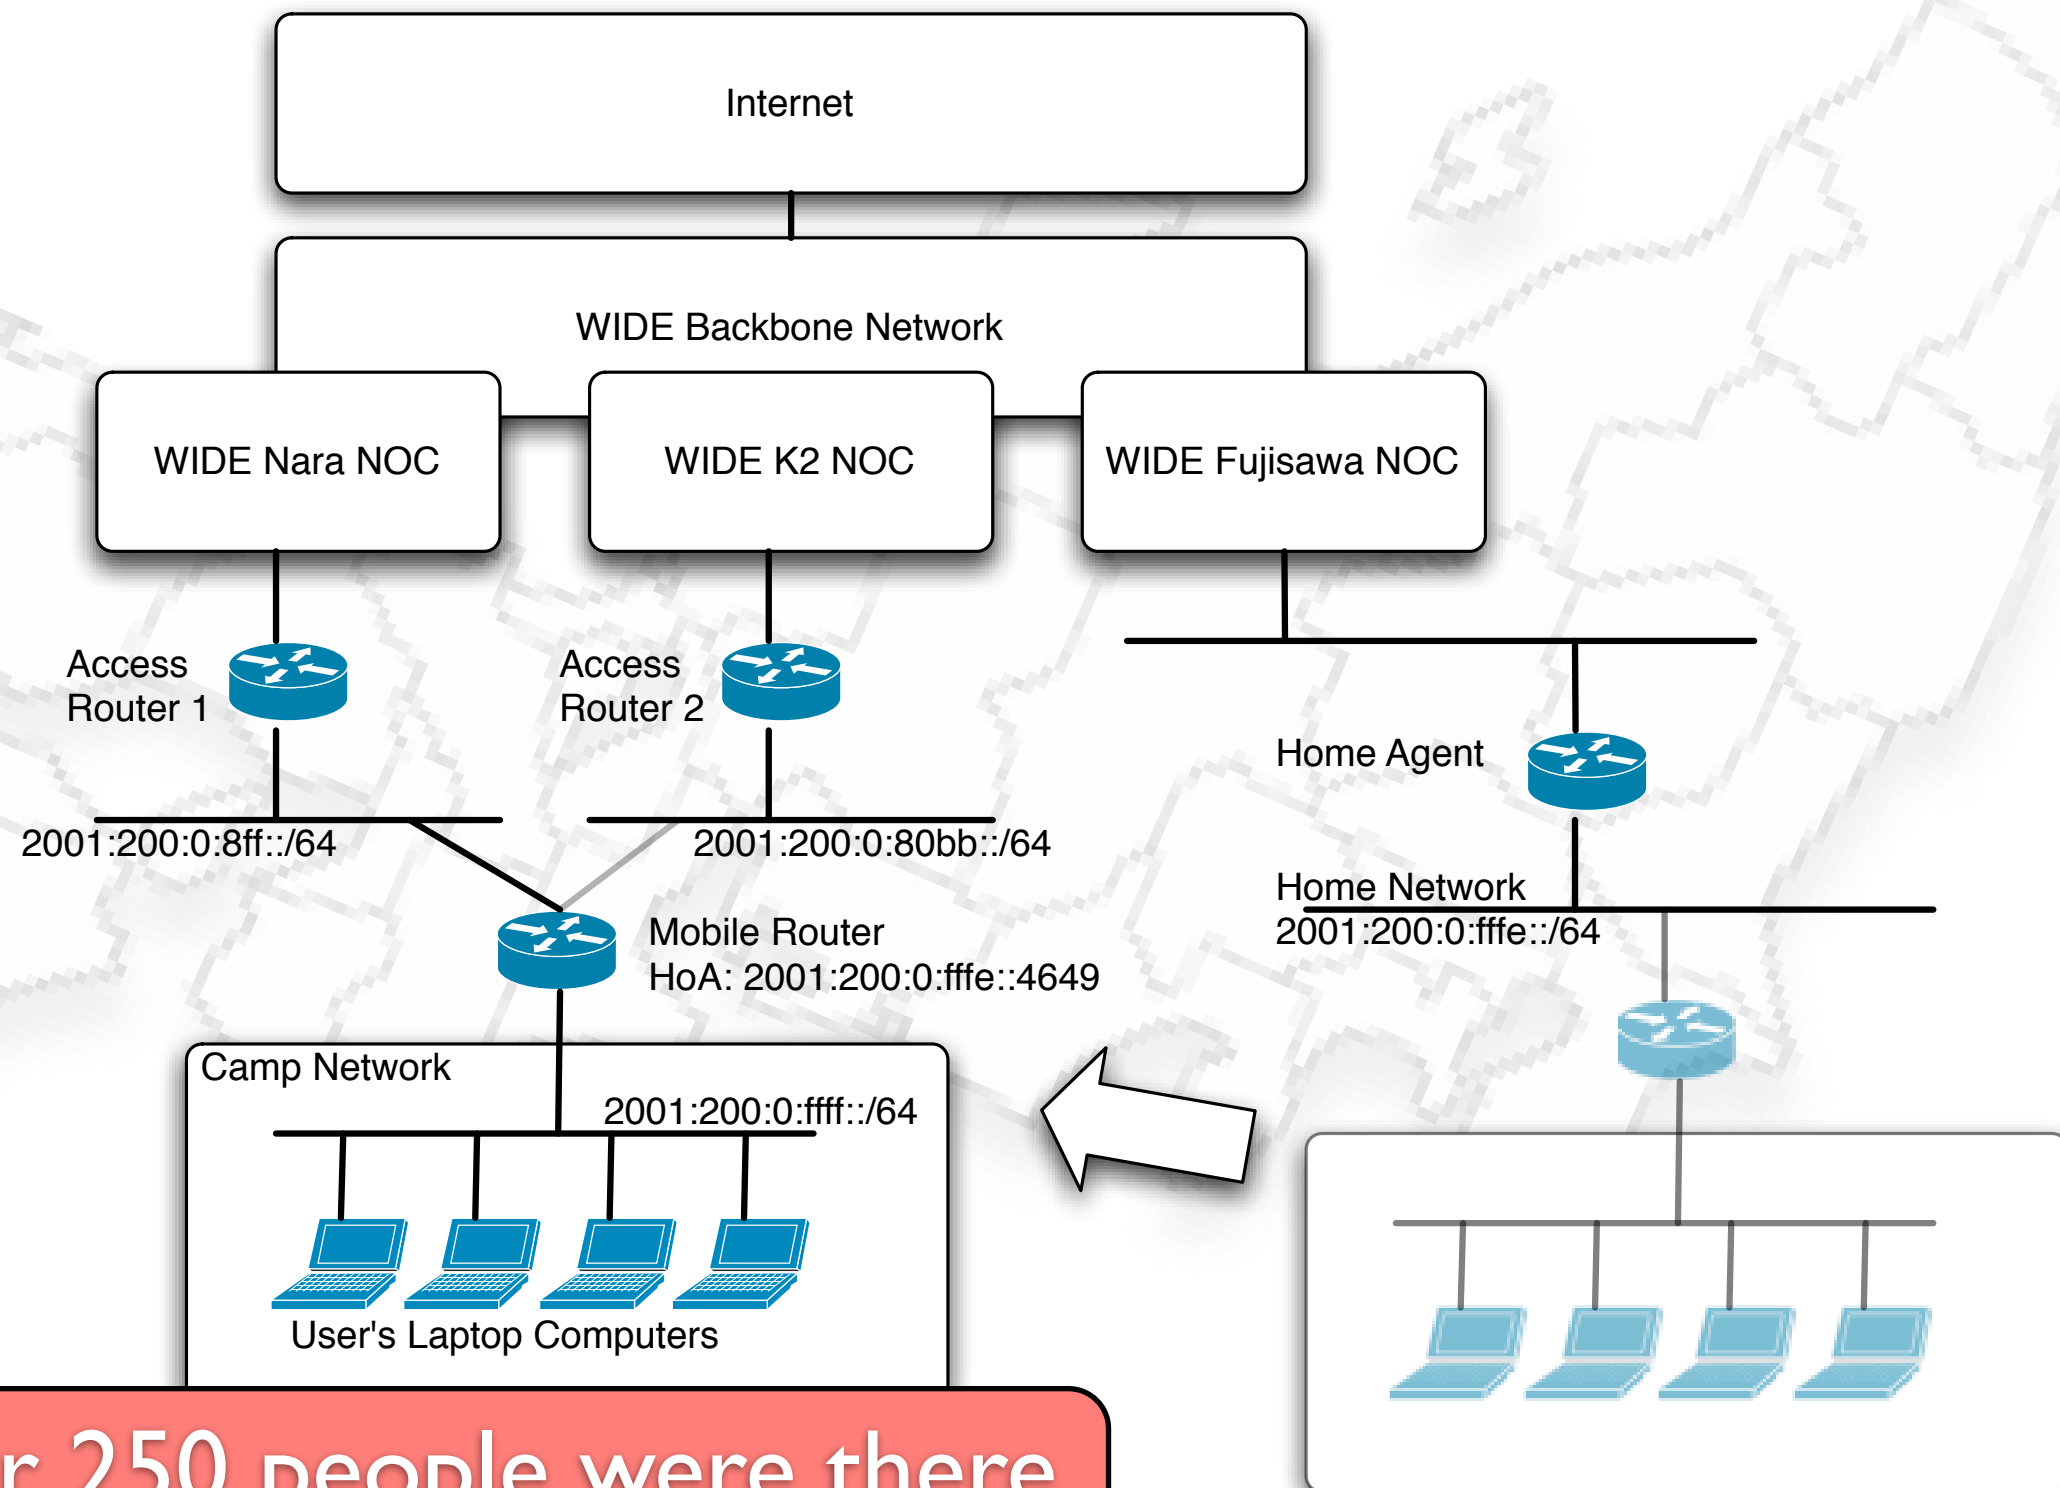 Internet
WIDE Backbone Network
WIDE Nara NOC
WIDE K2 NOC
WIDE Fujisawa NOC
Access
Router 1
Access
Router 2
Home Agent
2001:200:0:8ff::/64
2001:200:0:80bb::/64
Home Network
2001:200:0:fffe::/64
Mobile Router
HoA: 2001:200:0:fffe::4649
Camp Network
2001:200:0:ffff::/64
User's Laptop Computers
250 people were there